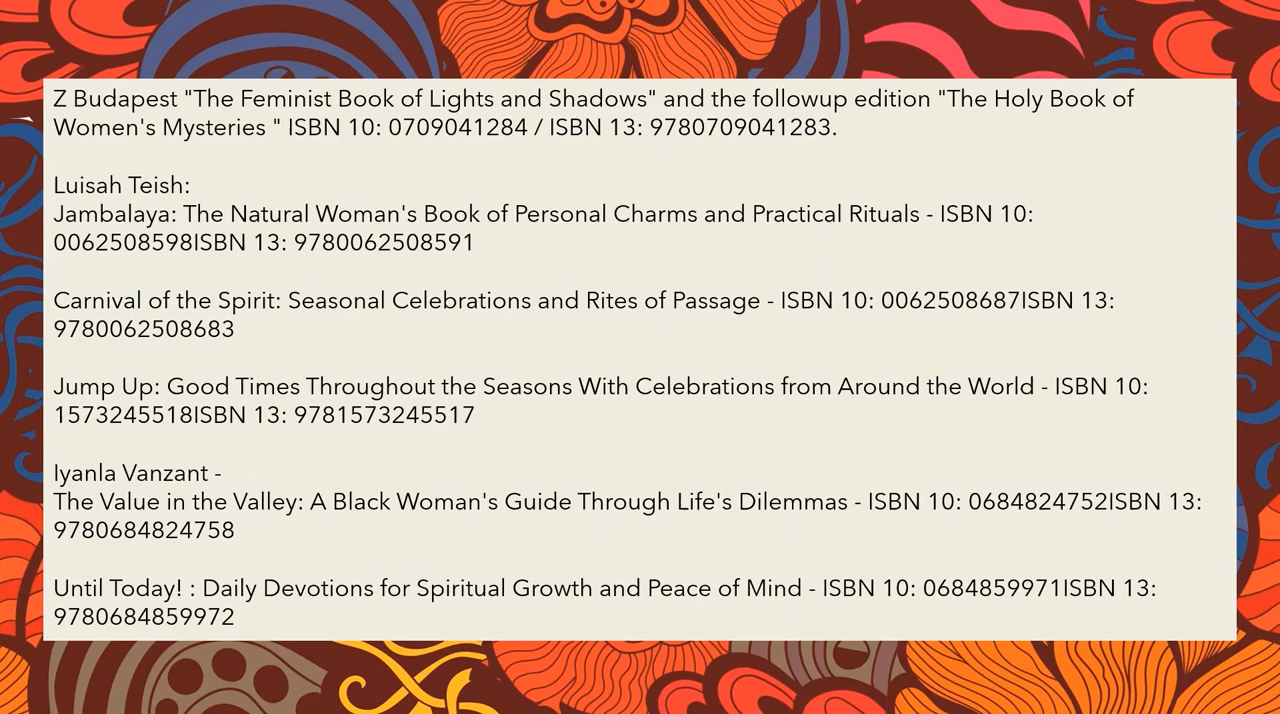 Z Budapest "The Feminist Book of Lights and Shadows" and the followup edition "The Holy Book of
Women's Mysteries " ISBN 10: 0709041284 / ISBN 13: 9780709041283.
Luisah Teish:
Jambalaya: The Natural Woman's Book of Personal Charms and Practical Rituals - ISBN 10:
0062508598ISBN 13: 9780062508591
Carnival of the Spirit: Seasonal Celebrations and Rites of Passage - ISBN 10: 0062508687ISBN 13:
9780062508683
Jump Up: Good Times Throughout the Seasons With Celebrations from Around the World - ISBN 10:
1573245518ISBN 13: 9781573245517
Iyanla Vanzant -
The Value in the Valley: A Black Woman's Guide Through Life's Dilemmas - ISBN 10: 0684824752ISBN 13:
9780684824758
Until Today! : Daily Devotions for Spiritual Growth and Peace of Mind - ISBN 10: 0684859971ISBN 13:
9780684859972